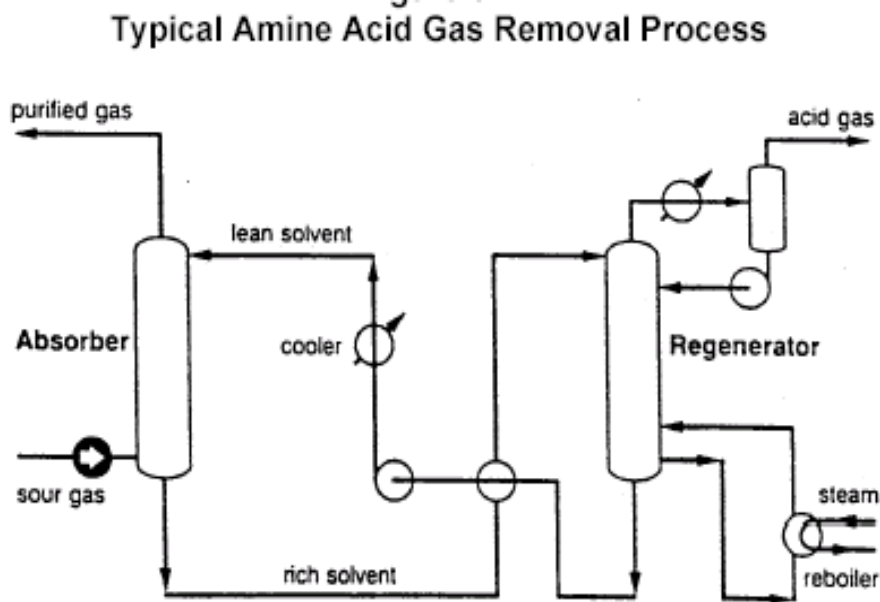 Typical Amine Acid Gas Removal Process
purified gas
acid gas
lean solvent
Absorber
cooler
Regenerator
sour gas
steam
rich solvent
reboiler